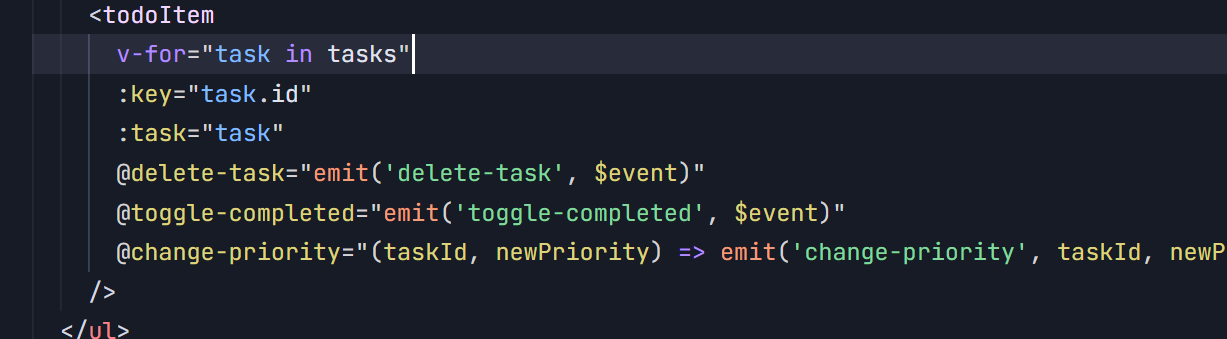 <todoItem
v-for="task in tasks"
:key="task.id"
:task="task"
@delete-task="emit('delete-task', $event)"
@toggle-completed="emit('toggle-completed', $event)"
@change-priority="(taskId, newPriority) => emit('change-priority', taskId, newP
/>
</ul>